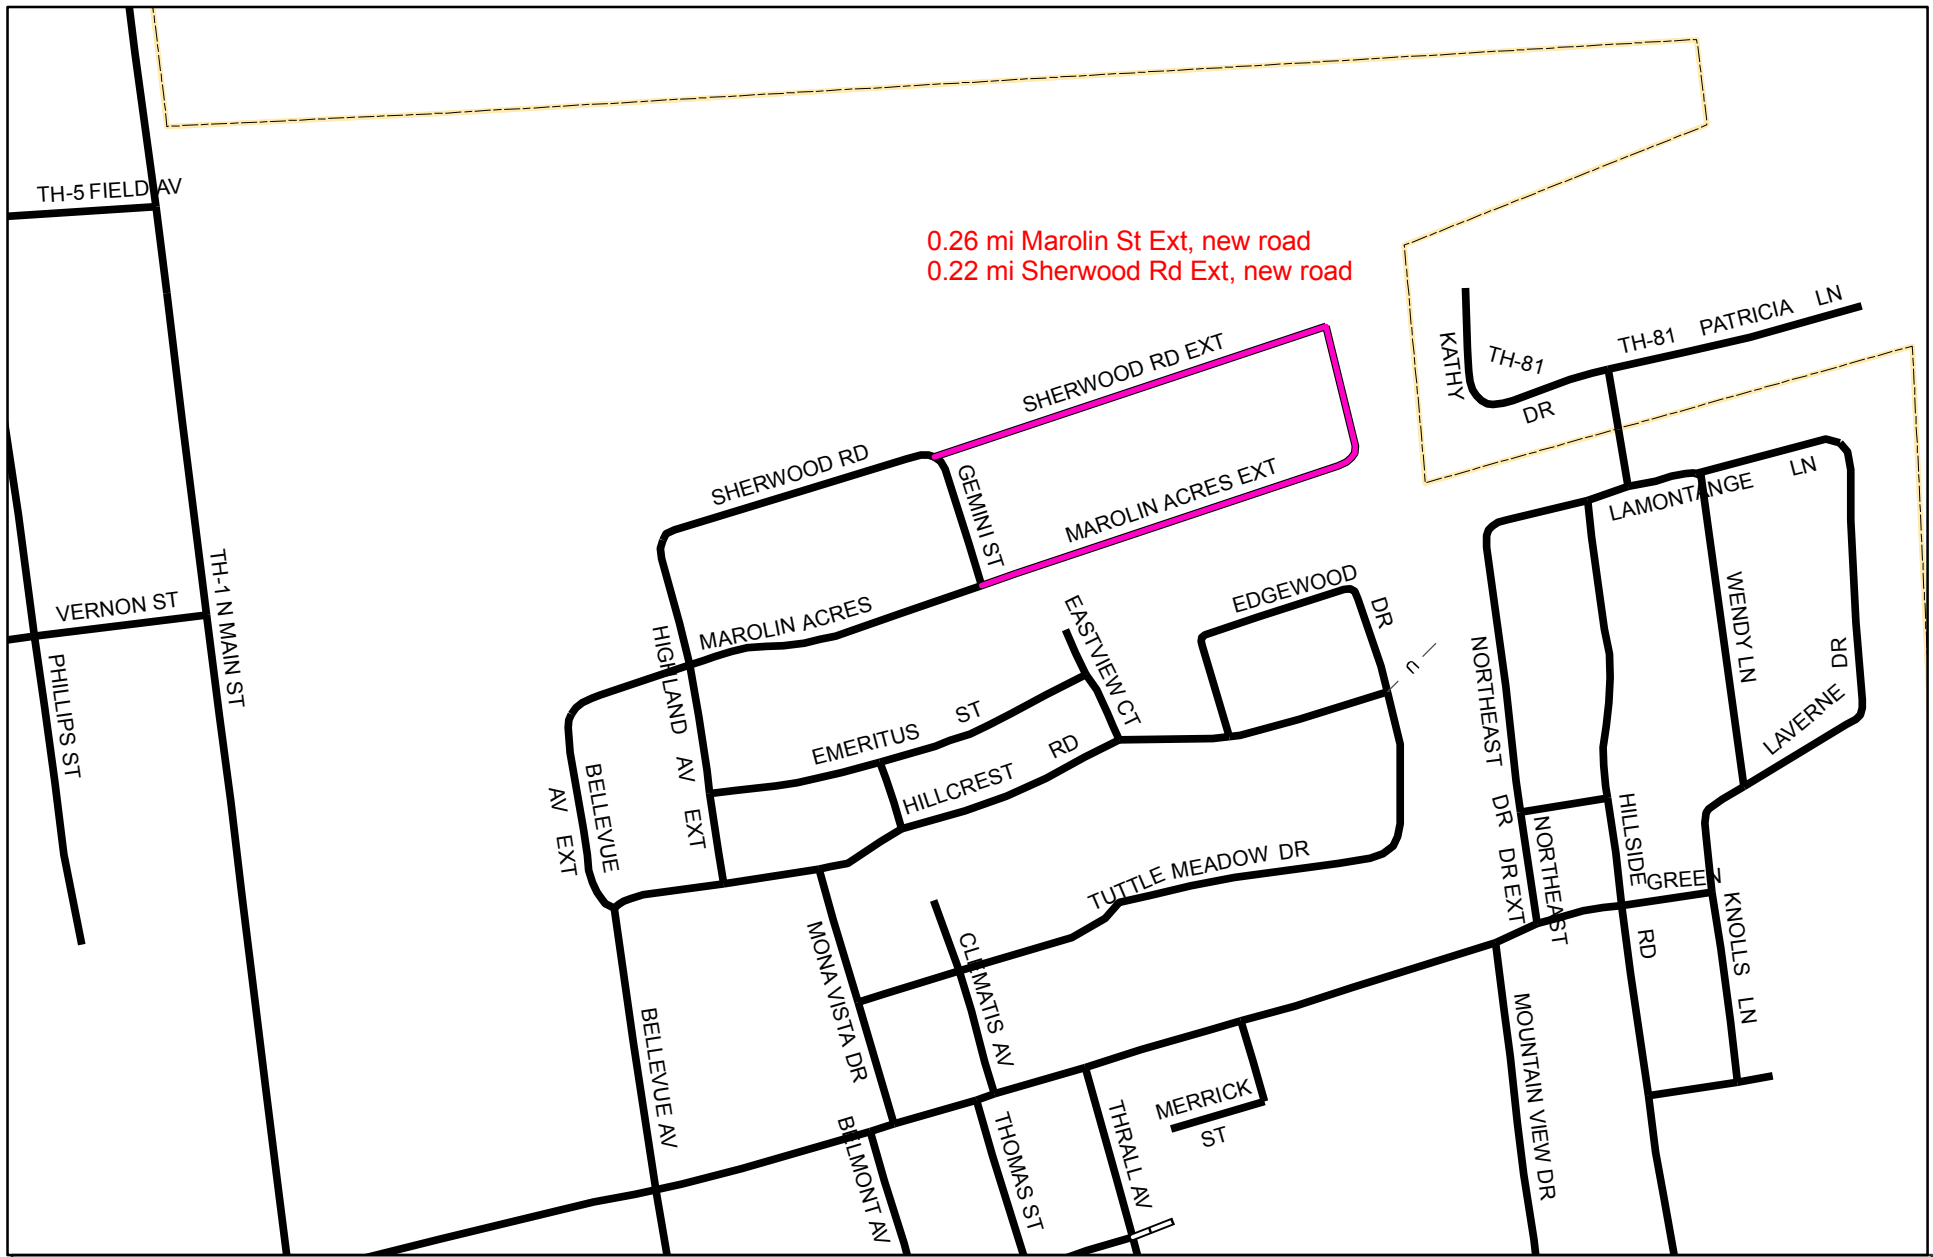 TH-5 FIELD AV
0.26 mi Marolin St Ext, new road
0.22 mi Sherwood Rd Ext, new road
KATHY
DR
TH-81
TH-81
PATRICIA LN
SHERWOOD RD EXT
SHERWOOD RD
GEMINI ST
MAROLIN ACRES EXT
MAROLIN ACRES
LAMONTANGE LN
VERNON ST
PHILLIPS ST
TH-1 N MAIN ST
HIGHLAND AV EXT
EASTVIEW CT
EDGEWOOD DR
U
NORTHEAST DR
WENDY LN
LAVERNE DR
EMERITUS ST
HILLCREST RD
BELLEVUE
AV EXT
TUTTLE MEADOW DR
NORTHEAST
DR EXT
HILLSIDE RD
GREEN
KNOLLS LN
MONA VISTA DR
CLEMATIS AV
BELLEVUE AV
BELMONT AV
THOMAS ST
THRALL AV
MERRICK
ST
MOUNTAIN VIEW DR